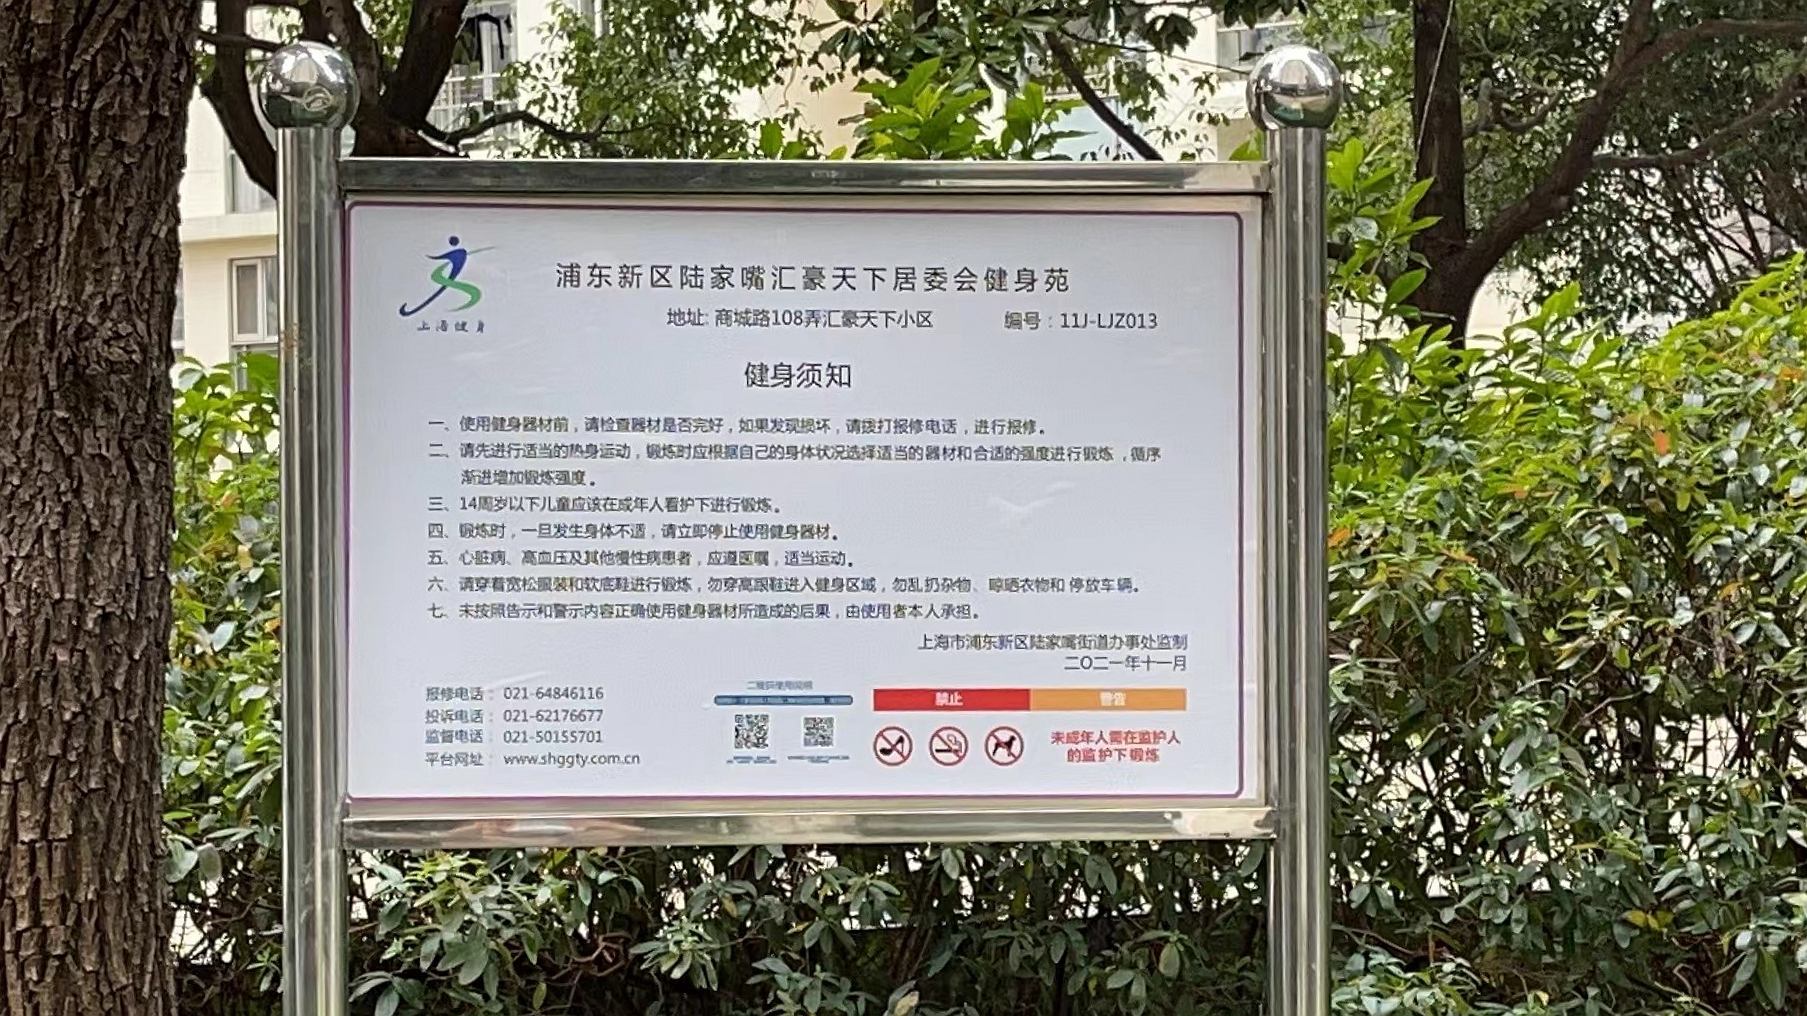 上海健身
浦东新区陆家嘴汇豪天下居委会健身苑
地址: 商城路108弄汇豪天下小区 编号：11J-LJZ013
健身须知
一、使用健身器材前，请检查器材是否完好，如果发现损坏，请拨打报修电话，进行报修。
二、请先进行适当的热身运动，锻炼时应根据自己的身体状况选择适当的器材和合适的强度进行锻炼，循序
渐进增加锻炼强度。
三、14周岁以下儿童应该在成年人看护下进行锻炼。
四、锻炼时，一旦发生身体不适，请立即停止使用健身器材。
五、心脏病、高血压及其他慢性病患者，应遵医嘱，适当运动。
六、请穿着宽松服装和软底鞋进行锻炼，勿穿高跟鞋进入健身区域，勿乱扔杂物、晾晒衣物和停放车辆。
七、未按照告示和警示内容正确使用健身器材所造成的后果，由使用者本人承担。
上海市浦东新区陆家嘴街道办事处监制
二〇二一年十一月
报修电话： 021-64846116
投诉电话： 021-62176677
监督电话： 021-50155701
平台网址： www.shggty.com.cn
二维码使用说明
禁止 警告
未成年人需在监护人
的监护下锻炼